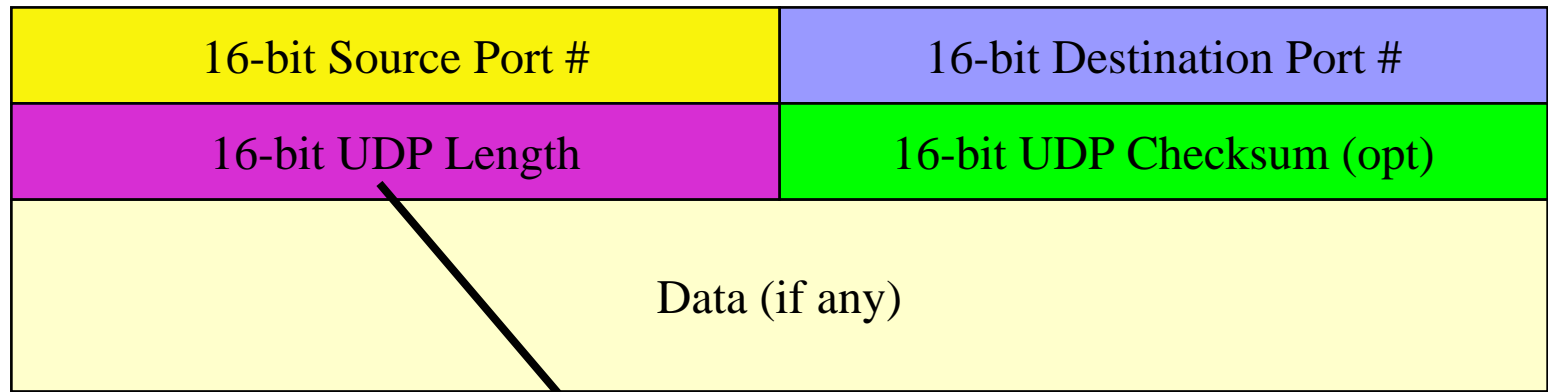 16-bit Source Port #
16-bit Destination Port #
16-bit UDP Length
16-bit UDP Checksum (opt)
Data (if any)